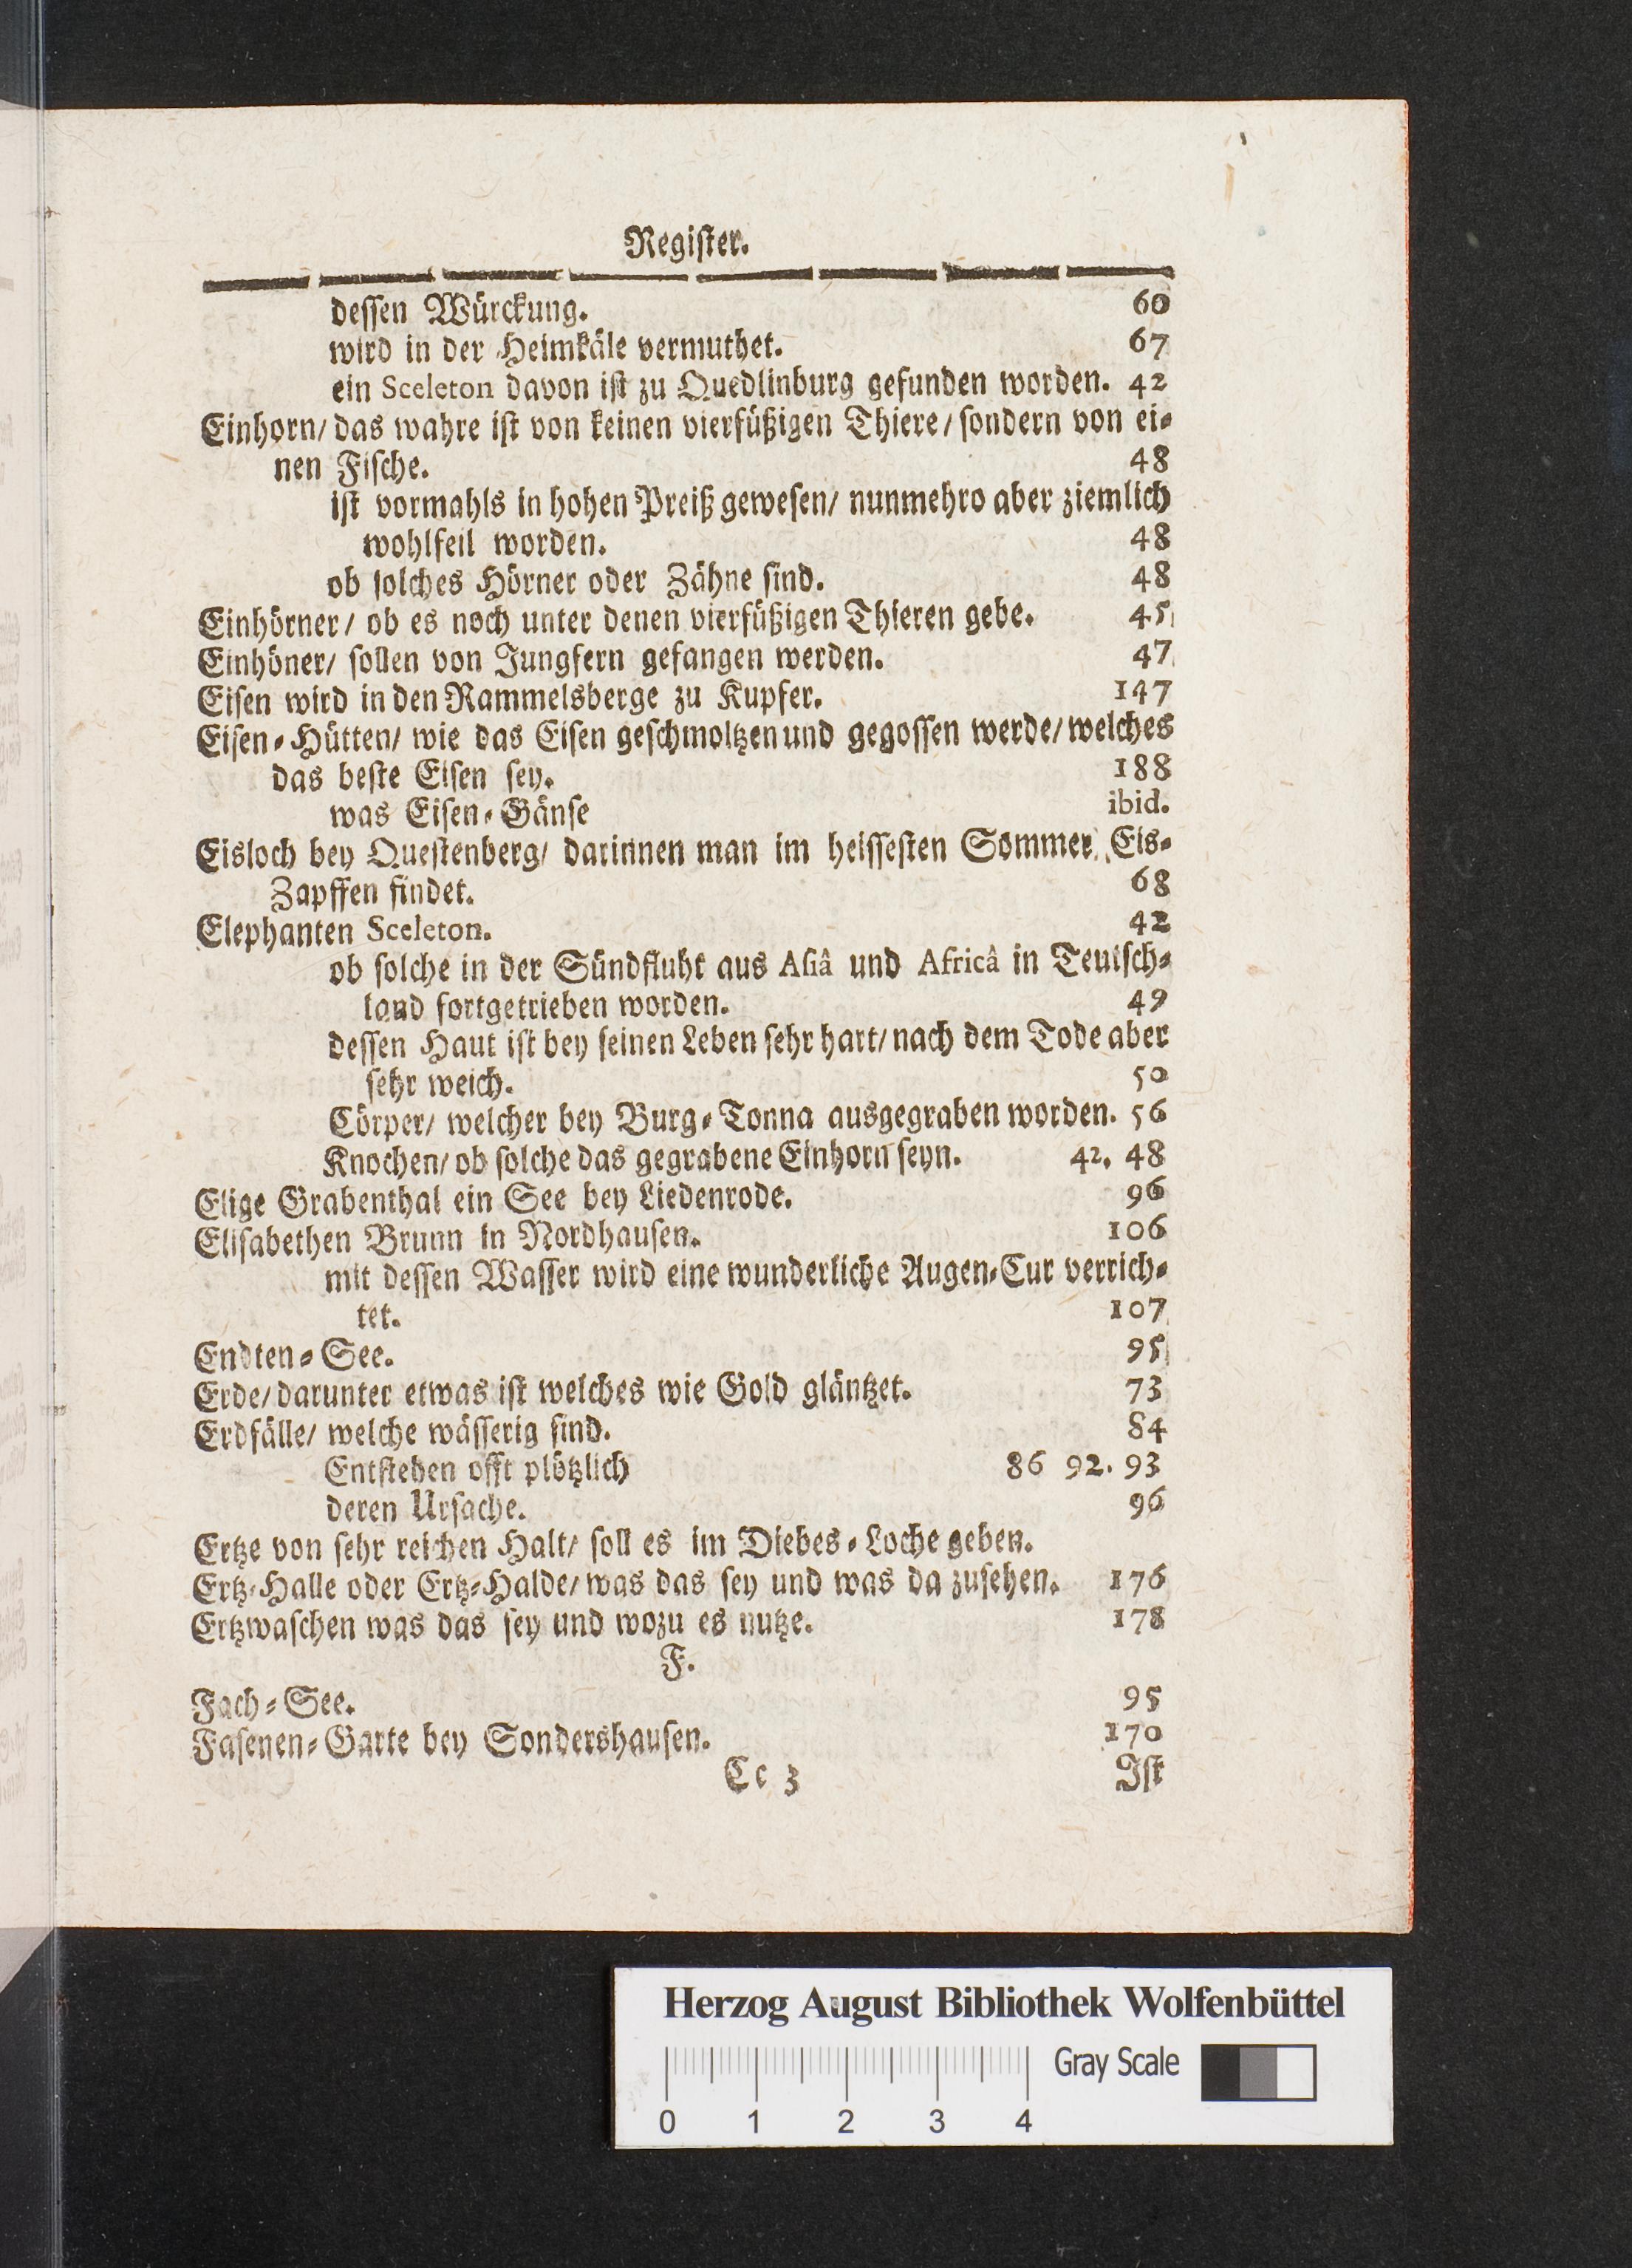 Register.
dessen Würckung. 60
wird in der Heimkäle vermuthet. 67
ein Sceleton davon ist zu Quedlinburg gefunden worden. 42
Einhorn/ das wahre ist von keinen vierfüßigen Thiere/ sondern von ei-
nen Fische. 48
ist vormahls in hohen Preiß gewesen/ nunmehro aber ziemlich
wohlfeil worden. 48
ob solches Hörner oder Zähne sind. 48
Einhörner/ ob es noch unter denen vierfüßigen Thieren gebe. 45
Einhöner/ sollen von Jungfern gefangen werden. 47
Eisen wird in den Rammelsberge zu Kupfer. 147
Eisen-Hütten/ wie das Eisen geschmoltzen und gegossen werde/ welches
das beste Eisen sey. 188
was Eisen-Gänse ibid.
Eisloch bey Questenberg/ darinnen man im heissesten Sommer Eis-
Zapffen findet. 68
Elephanten Sceleton. 42
ob solche in der Sündfluht aus Asiâ und Africâ in Teutsch-
land fortgetrieben worden. 49
dessen Haut ist bey seinen Leben sehr hart/ nach dem Tode aber
sehr weich. 50
Cörper/ welcher bey Burg-Tonna ausgegraben worden. 56
Knochen/ ob solche das gegrabene Einhorn seyn. 42. 48
Elige Grabenthal ein See bey Liedenrode. 96
Elisabethen Brunn in Nordhausen. 106
mit dessen Wasser wird eine wunderliche Augen-Cur verrich-
tet. 107
Endten-See. 95
Erde/ darunter etwas ist welches wie Gold gläntzet. 73
Erdfälle/ welche wässerig sind. 84
Entstehen offt plötzlich 86 92. 93
deren Ursache. 96
Ertze von sehr reichen Halt/ soll es im Diebes-Loche geben.
Ertz-Halle oder Ertz-Halde/ was das sey und was da zusehen. 176
Ertzwaschen was das sey und wozu es nutze. 178
F.
Fach-See. 95
Fasenen-Garte bey Sondershausen. 170
Cc 3 Ist
Herzog August Bibliothek Wolfenbüttel
Gray Scale
0 1 2 3 4